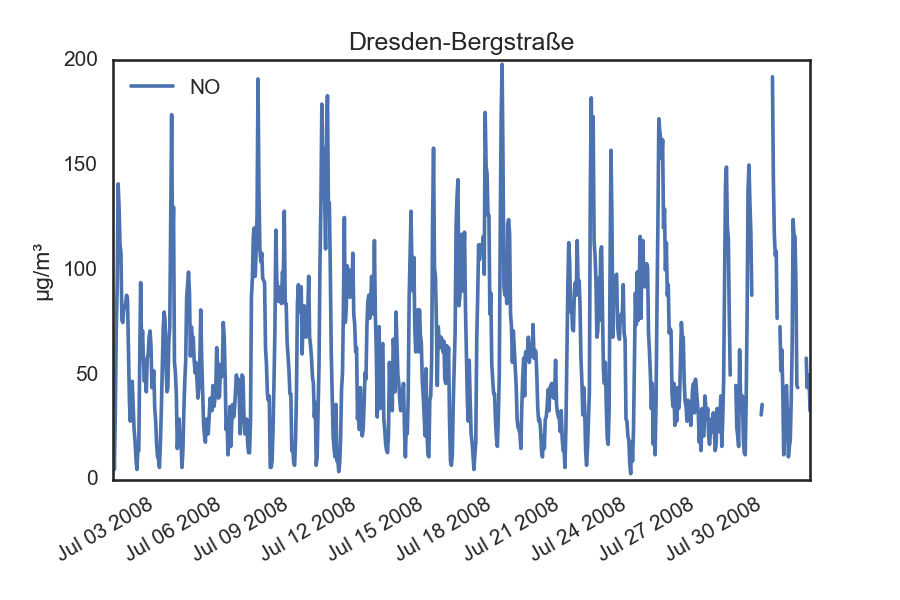 Dresden-Bergstraße
NO
µg/m³
200
150
100
50
0
Jul 03 2008
Jul 06 2008
Jul 09 2008
Jul 12 2008
Jul 15 2008
Jul 18 2008
Jul 21 2008
Jul 24 2008
Jul 27 2008
Jul 30 2008